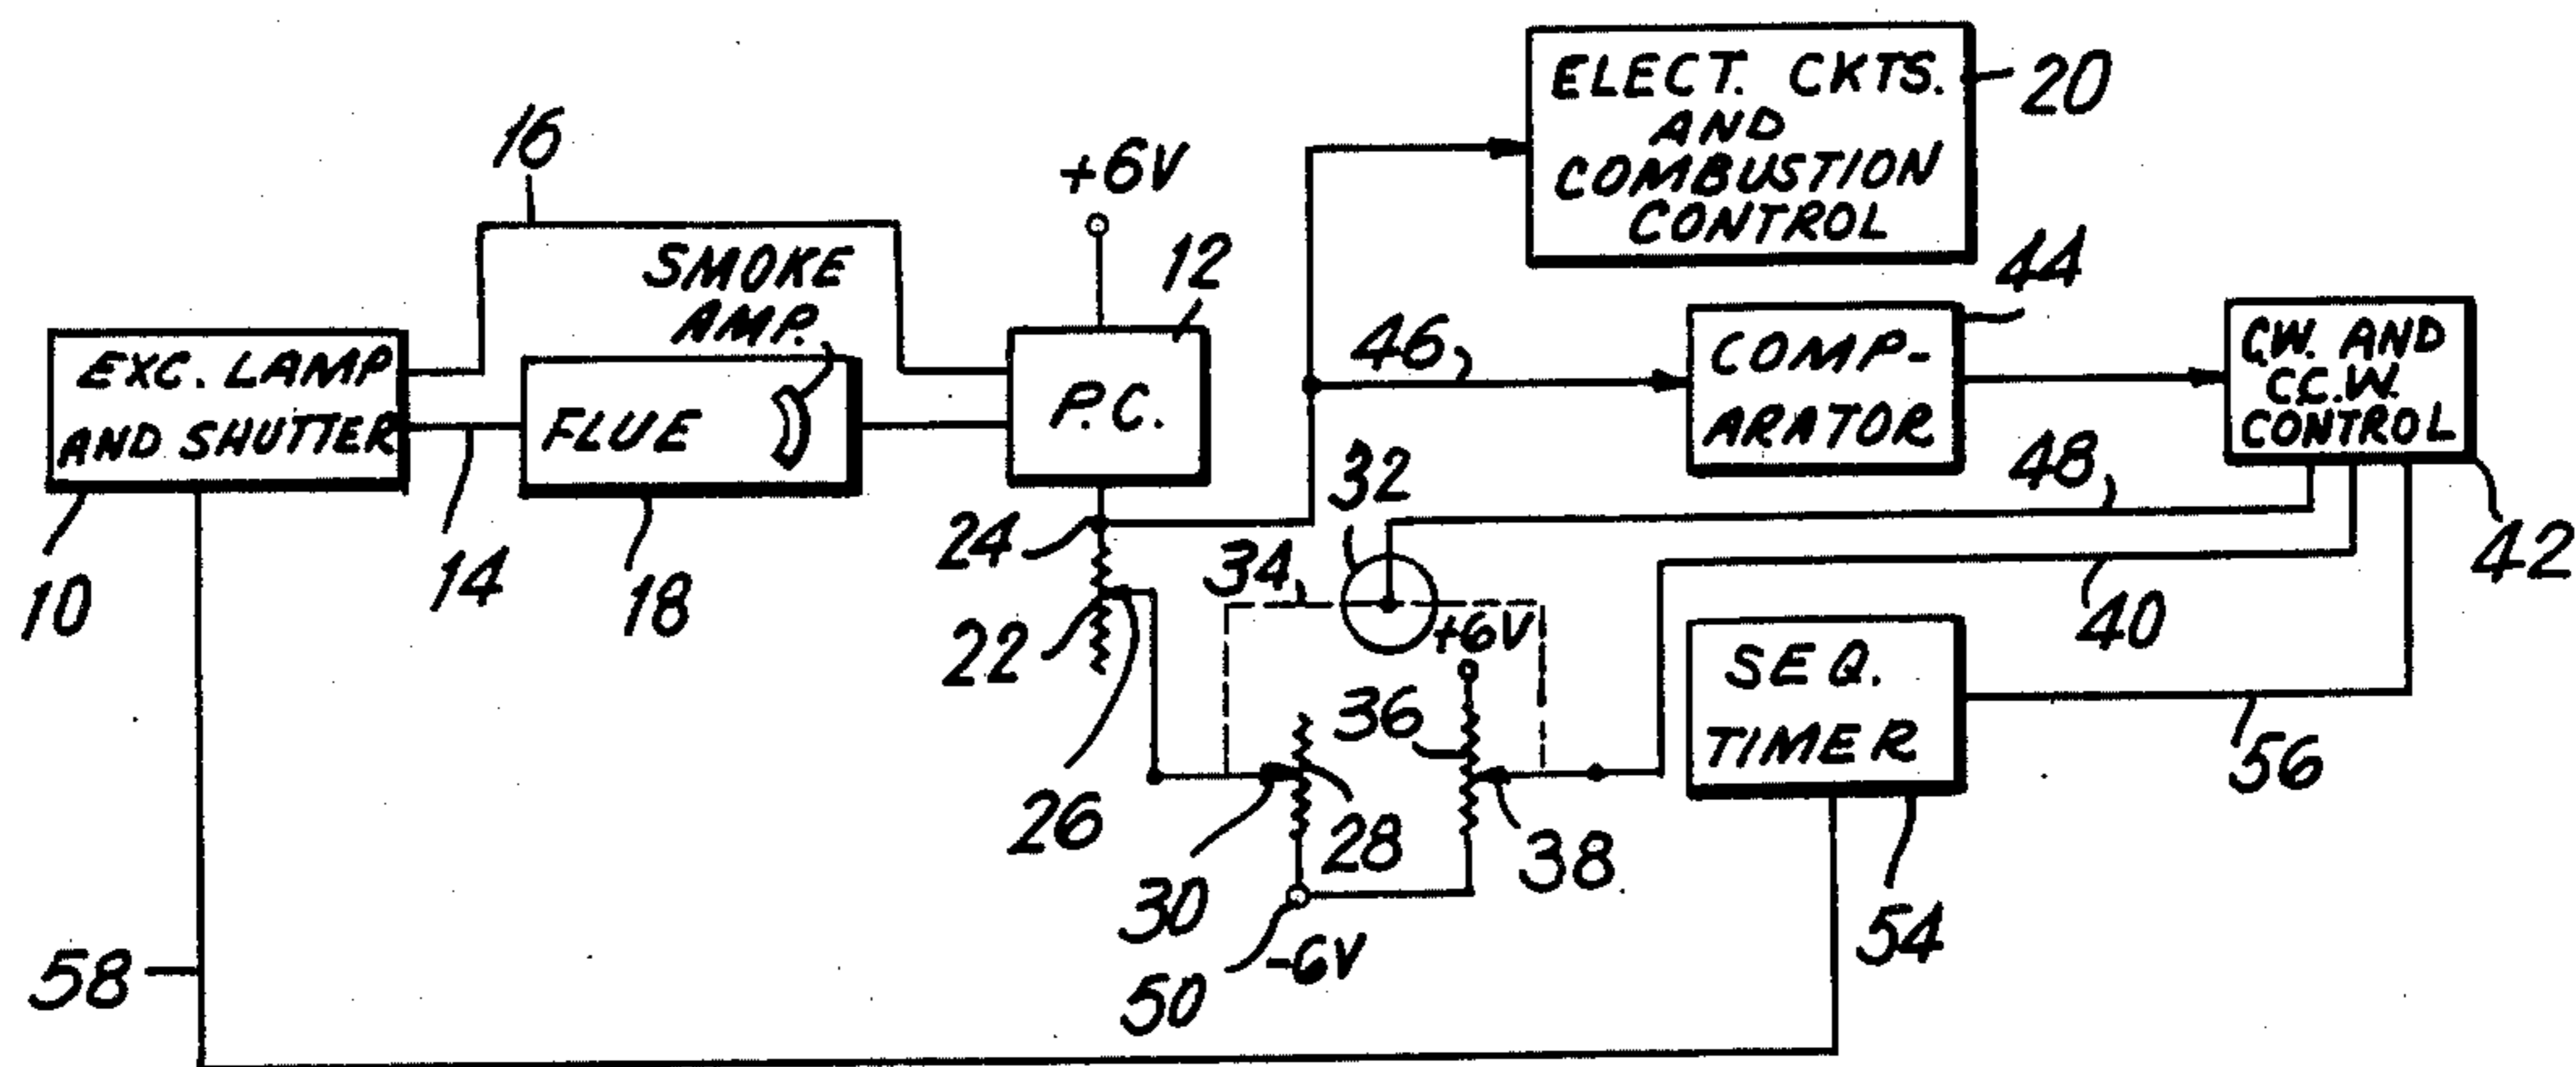 16
SMOKE
AMP.
+6V
12
ELECT. CKTS.
AND
COMBUSTION
CONTROL
20
EXC. LAMP
AND SHUTTER
FLUE
P.C.
46
COMP-
ARATOR
44
C.W. AND
C.C.W.
CONTROL
10
14
18
24
22
26
32
34
48
42
40
+6V
36
SEQ.
TIMER
56
30
28
38
54
58
50
-6V